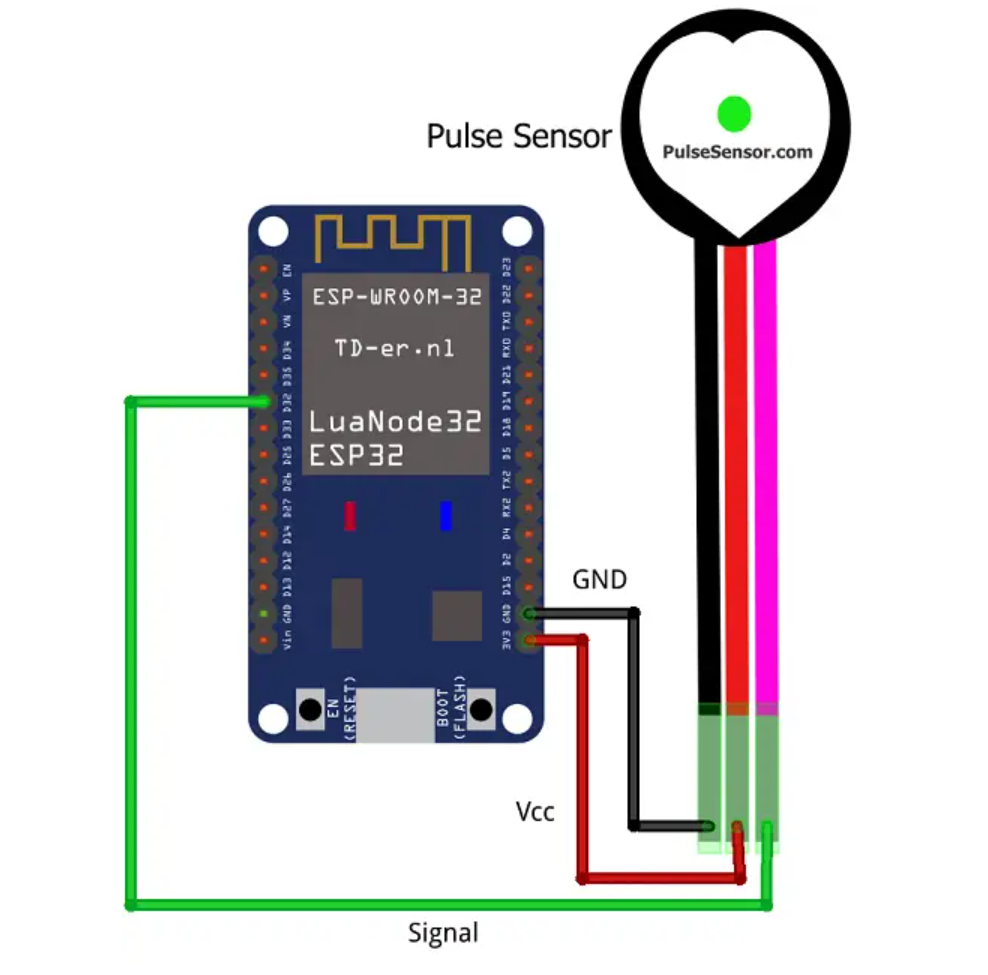 Pulse Sensor
PulseSensor.com
ESP-WROOM-32
TD-er.nl
LuaNode32
ESP32
EN
VP
VN
D34
D35
D32
D33
D25
D26
D27
D14
D12
D13
GND
Vin
D23
D22
TX0
RX0
D21
D19
D18
D5
TX2
RX2
D4
D2
D15
GND
3V3
EN
(RESET)
BOOT
(FLASH)
GND
Vcc
Signal